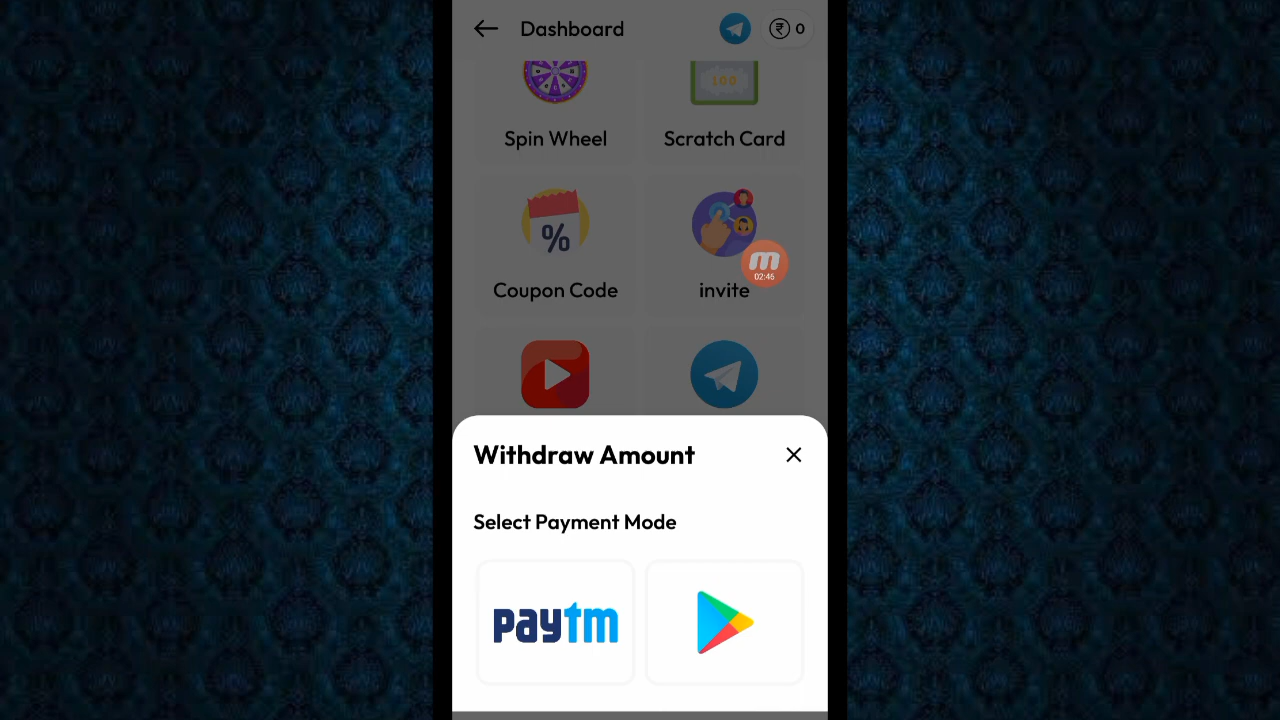 Dashboard
₹ 0
100
Spin Wheel
Scratch Card
%
Coupon Code
invite
m
02:46
Withdraw Amount
Select Payment Mode
paytm